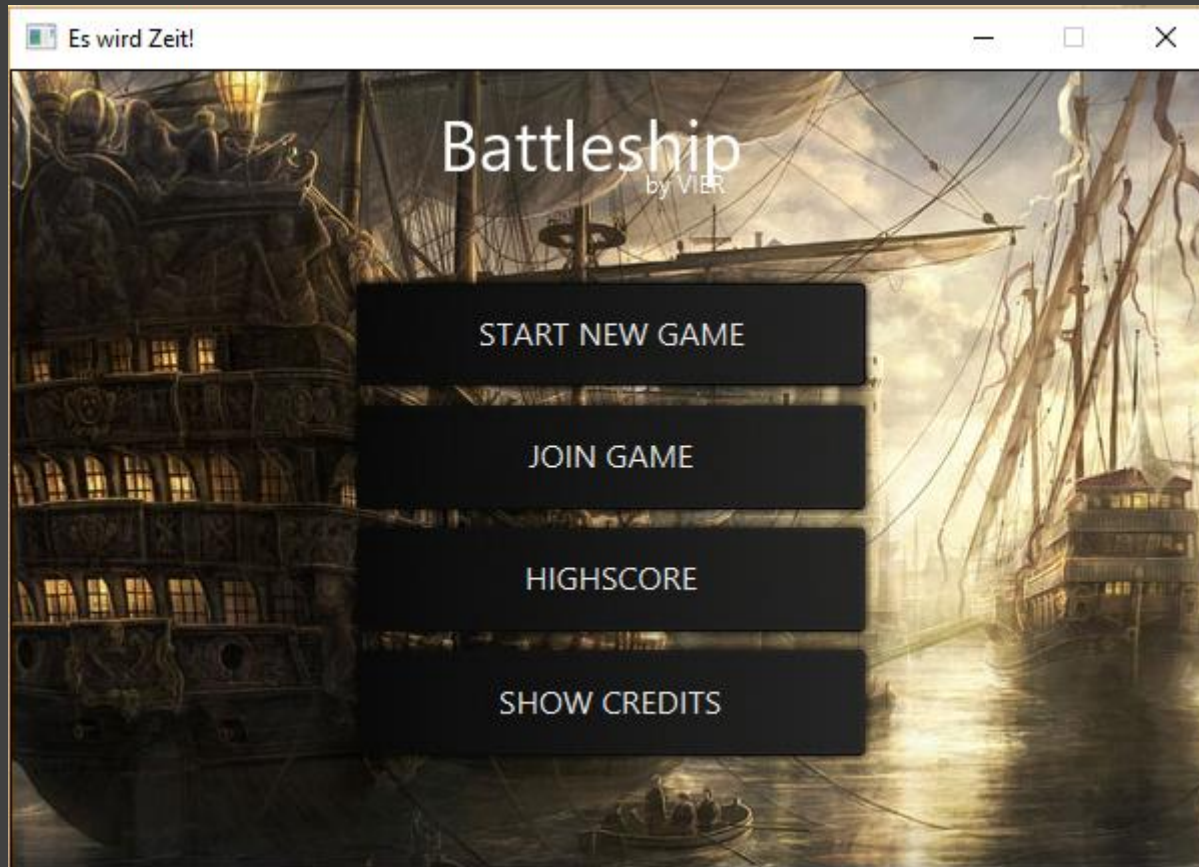 Es wird Zeit!
Battleship
by VIER
START NEW GAME
JOIN GAME
HIGHSCORE
SHOW CREDITS